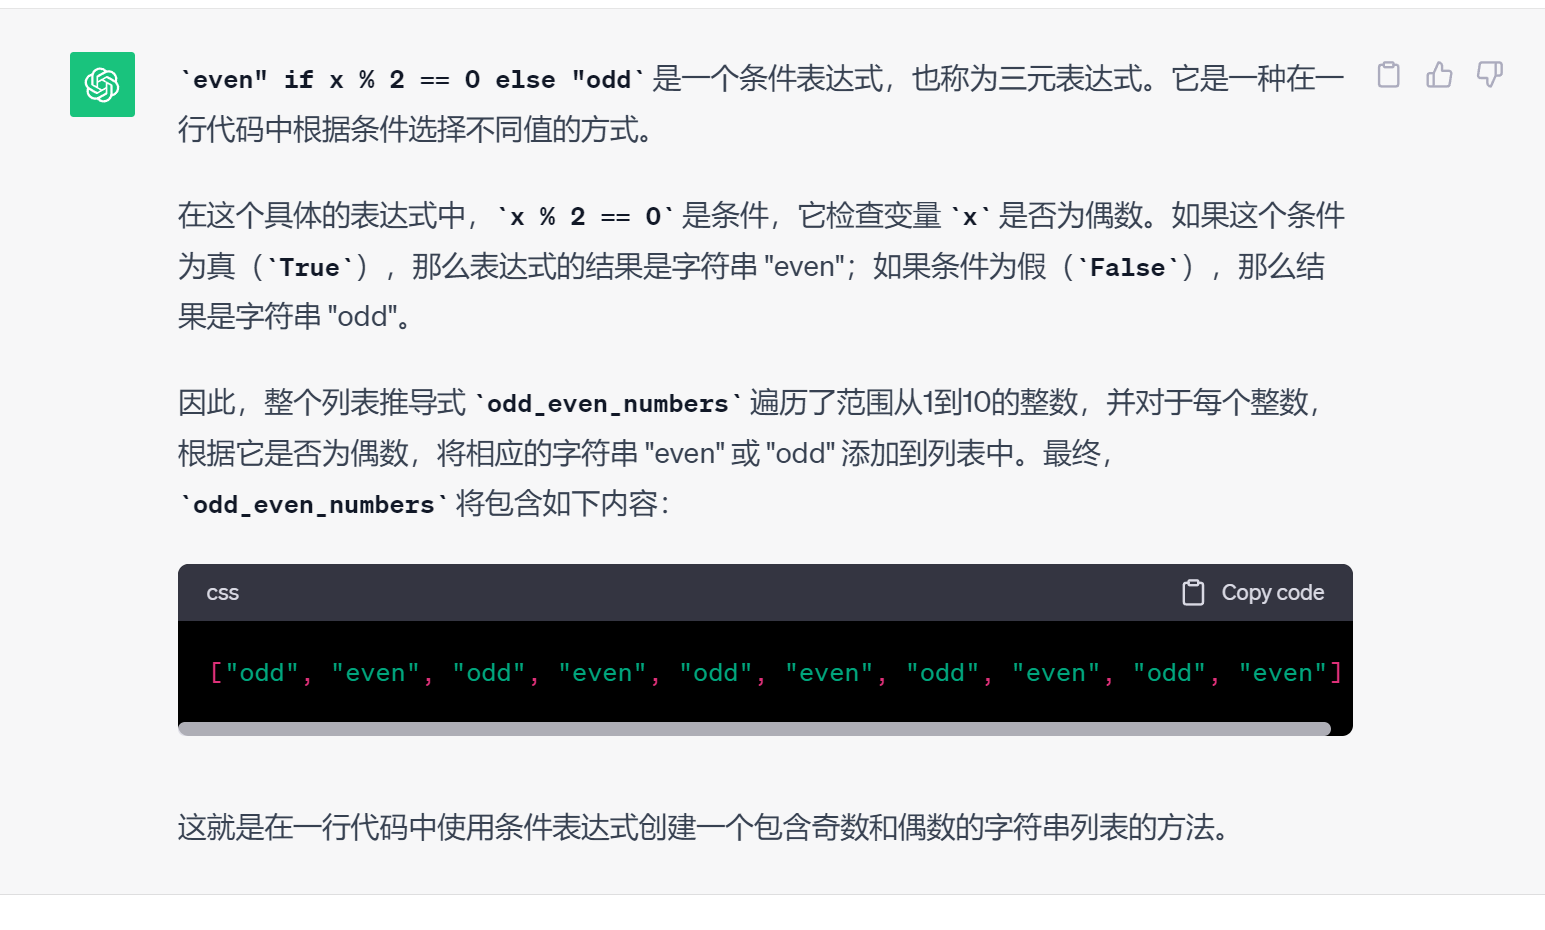 `even" if x % 2 == 0 else "odd` 是一个条件表达式，也称为三元表达式。它是一种在一
行代码中根据条件选择不同值的方式。
在这个具体的表达式中，`x % 2 == 0` 是条件，它检查变量 `x` 是否为偶数。如果这个条件
为真（`True`），那么表达式的结果是字符串 "even"；如果条件为假（`False`），那么结
果是字符串 "odd"。
因此，整个列表推导式 `odd_even_numbers` 遍历了范围从1到10的整数，并对于每个整数，
根据它是否为偶数，将相应的字符串 "even" 或 "odd" 添加到列表中。最终，
`odd_even_numbers` 将包含如下内容：
css
Copy code
["odd", "even", "odd", "even", "odd", "even", "odd", "even", "odd", "even"]
这就是在一行代码中使用条件表达式创建一个包含奇数和偶数的字符串列表的方法。